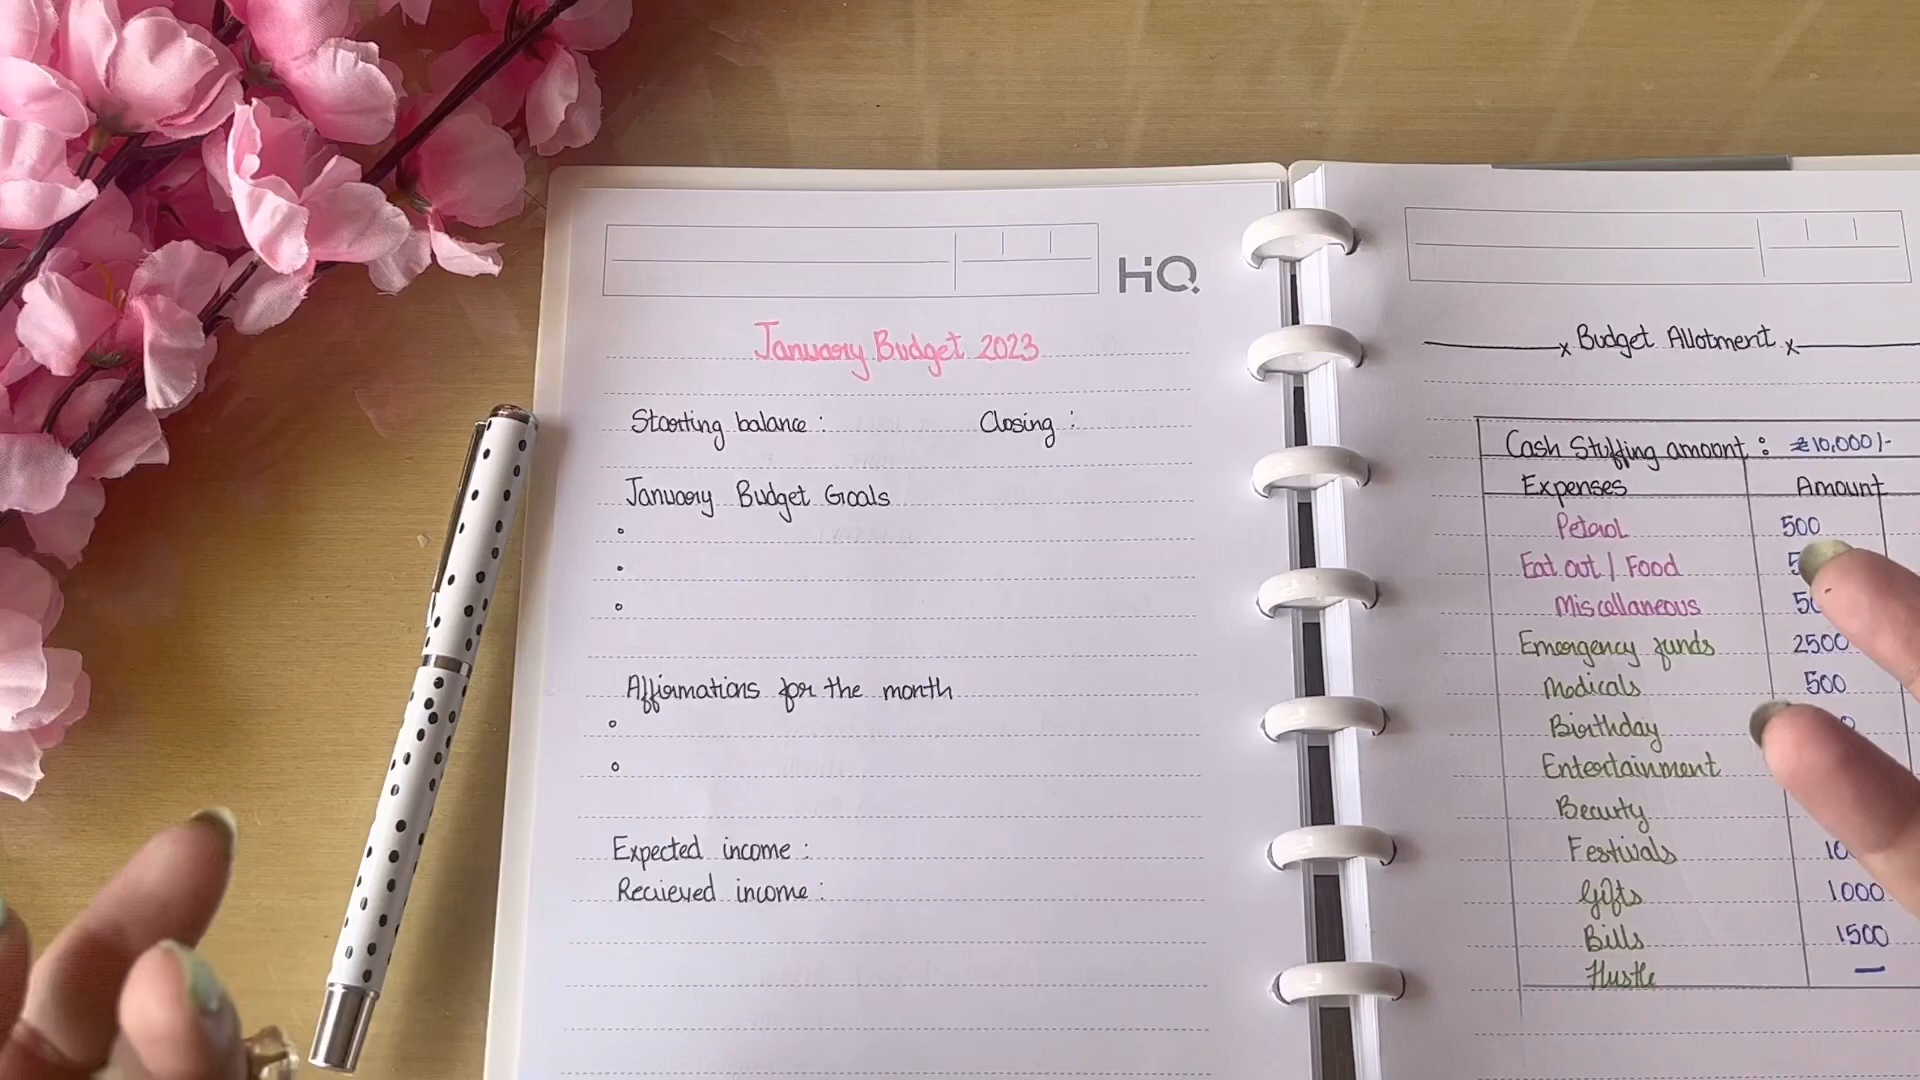 HQ
January Budget 2023
Starting balance : Closing :
January Budget Goals
Affirmations for the month
Expected income :
Recieved income :
x Budget Allotment x
Cash Stuffing amount : ₹10,000/-
Expenses Amount
Petrol 500
Eat out / Food
Miscellaneous
Emergency funds 2500
Medicals 500
Birthday
Entertainment
Beauty
Festivals
Gifts 1000
Bills 1500
Hustle —